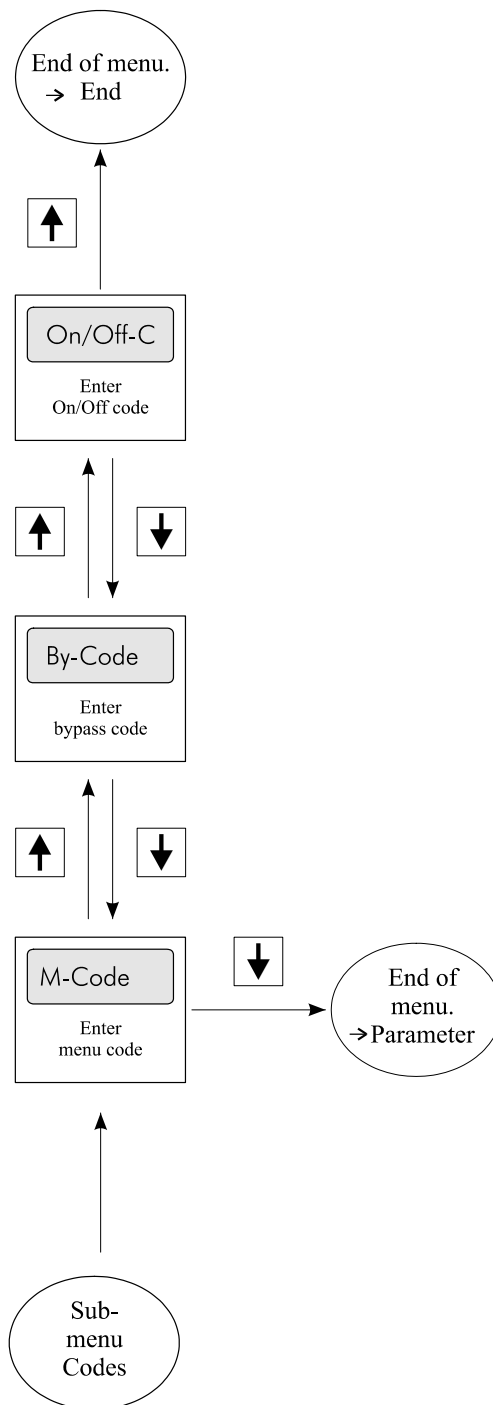 End of menu.
→ End
On/Off-C
Enter
On/Off code
By-Code
Enter
bypass code
M-Code
Enter
menu code
End of
menu.
→Parameter
Sub-
menu
Codes